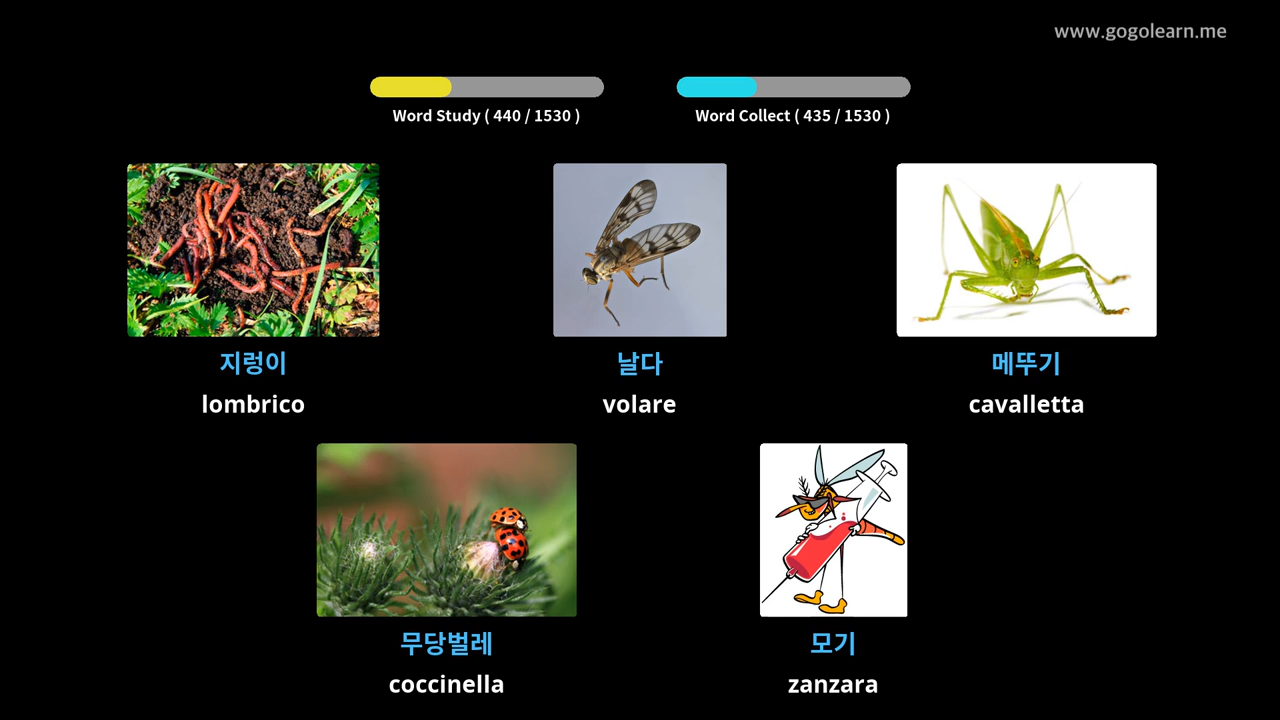 www.gogolearn.me
Word Study ( 440 / 1530 )
Word Collect ( 435 / 1530 )
지렁이
lombrico
날다
volare
메뚜기
cavalletta
무당벌레
coccinella
모기
zanzara